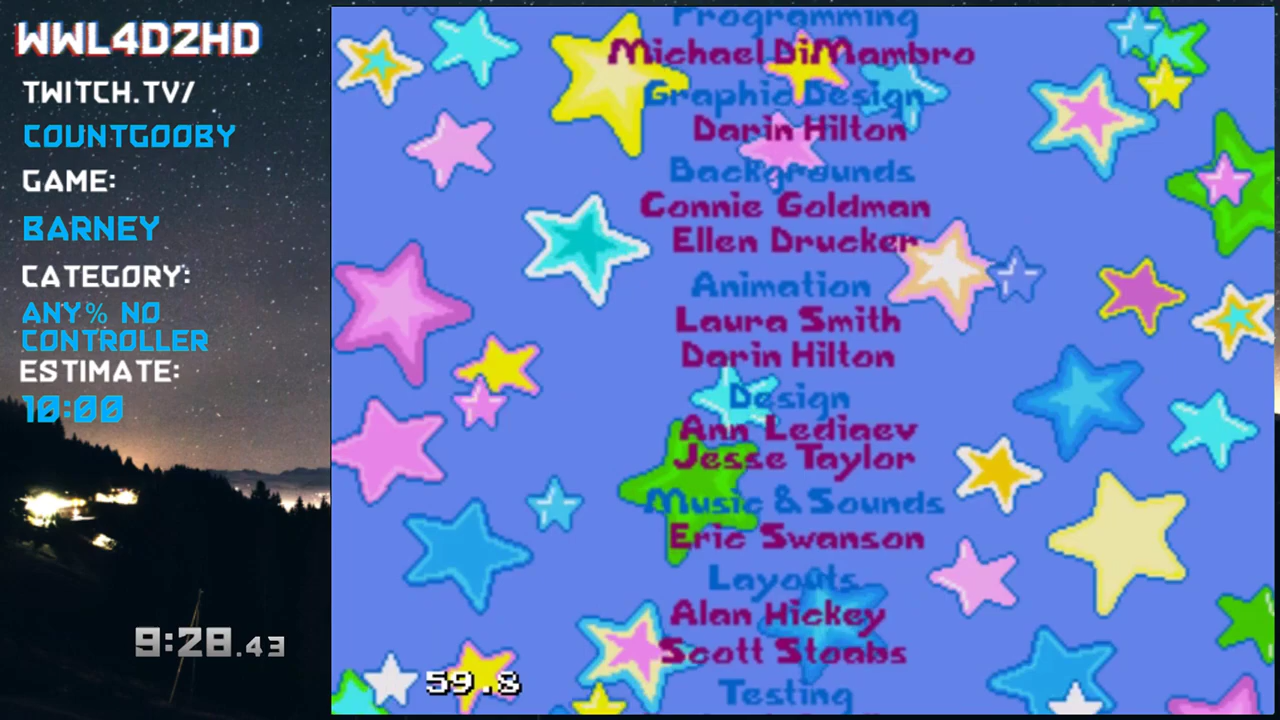 WWL4D2HD
TWITCH.TV/
COUNTGOOBY
GAME:
BARNEY
CATEGORY:
ANY% NO
CONTROLLER
ESTIMATE:
10:00
9:28.43
Programming
Michael DiMambro
Graphic Design
Darin Hilton
Backgrounds
Connie Goldman
Ellen Drucker
Animation
Laura Smith
Darin Hilton
Design
Ann Lediaev
Jesse Taylor
Music & Sounds
Eric Swanson
Layouts
Alan Hickey
Scott Stoabs
Testing
59.8